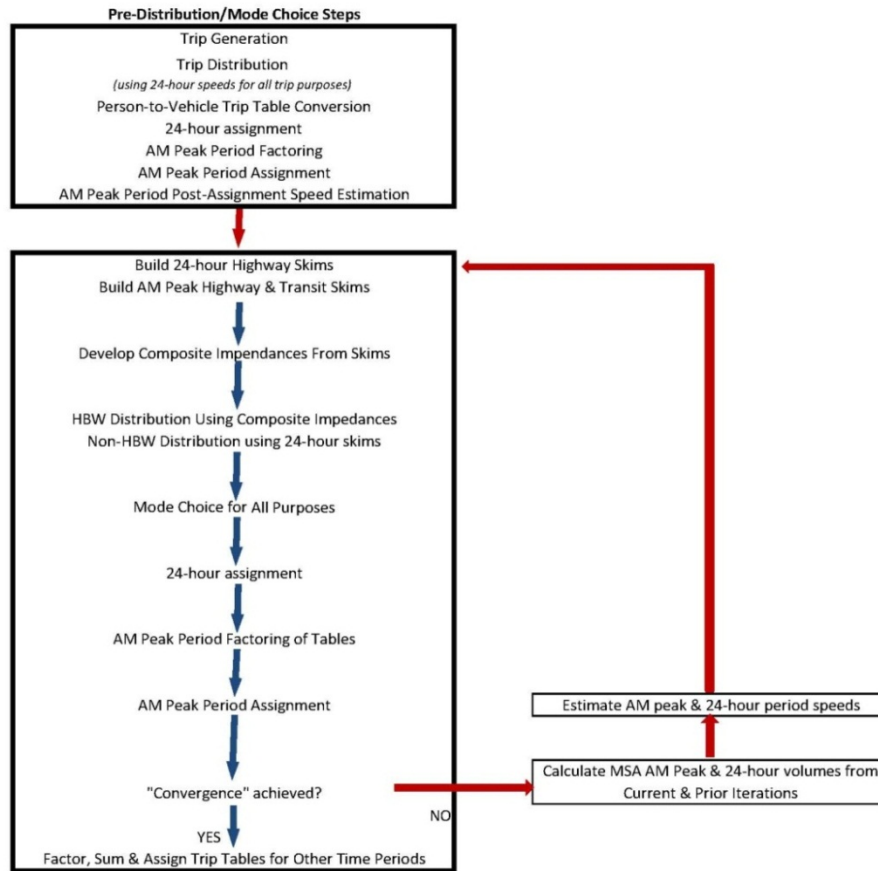 Pre-Distribution/Mode Choice Steps
Trip Generation
Trip Distribution
(using 24-hour speeds for all trip purposes)
Person-to-Vehicle Trip Table Conversion
24-hour assignment
AM Peak Period Factoring
AM Peak Period Assignment
AM Peak Period Post-Assignment Speed Estimation
Build 24-hour Highway Skims
Build AM Peak Highway & Transit Skims
Develop Composite Impendances From Skims
HBW Distribution Using Composite Impedances
Non-HBW Distribution using 24-hour skims
Mode Choice for All Purposes
24-hour assignment
AM Peak Period Factoring of Tables
AM Peak Period Assignment
"Convergence" achieved?
NO
Calculate MSA AM Peak & 24-hour volumes from
Current & Prior Iterations
Estimate AM peak & 24-hour period speeds
YES
Factor, Sum & Assign Trip Tables for Other Time Periods